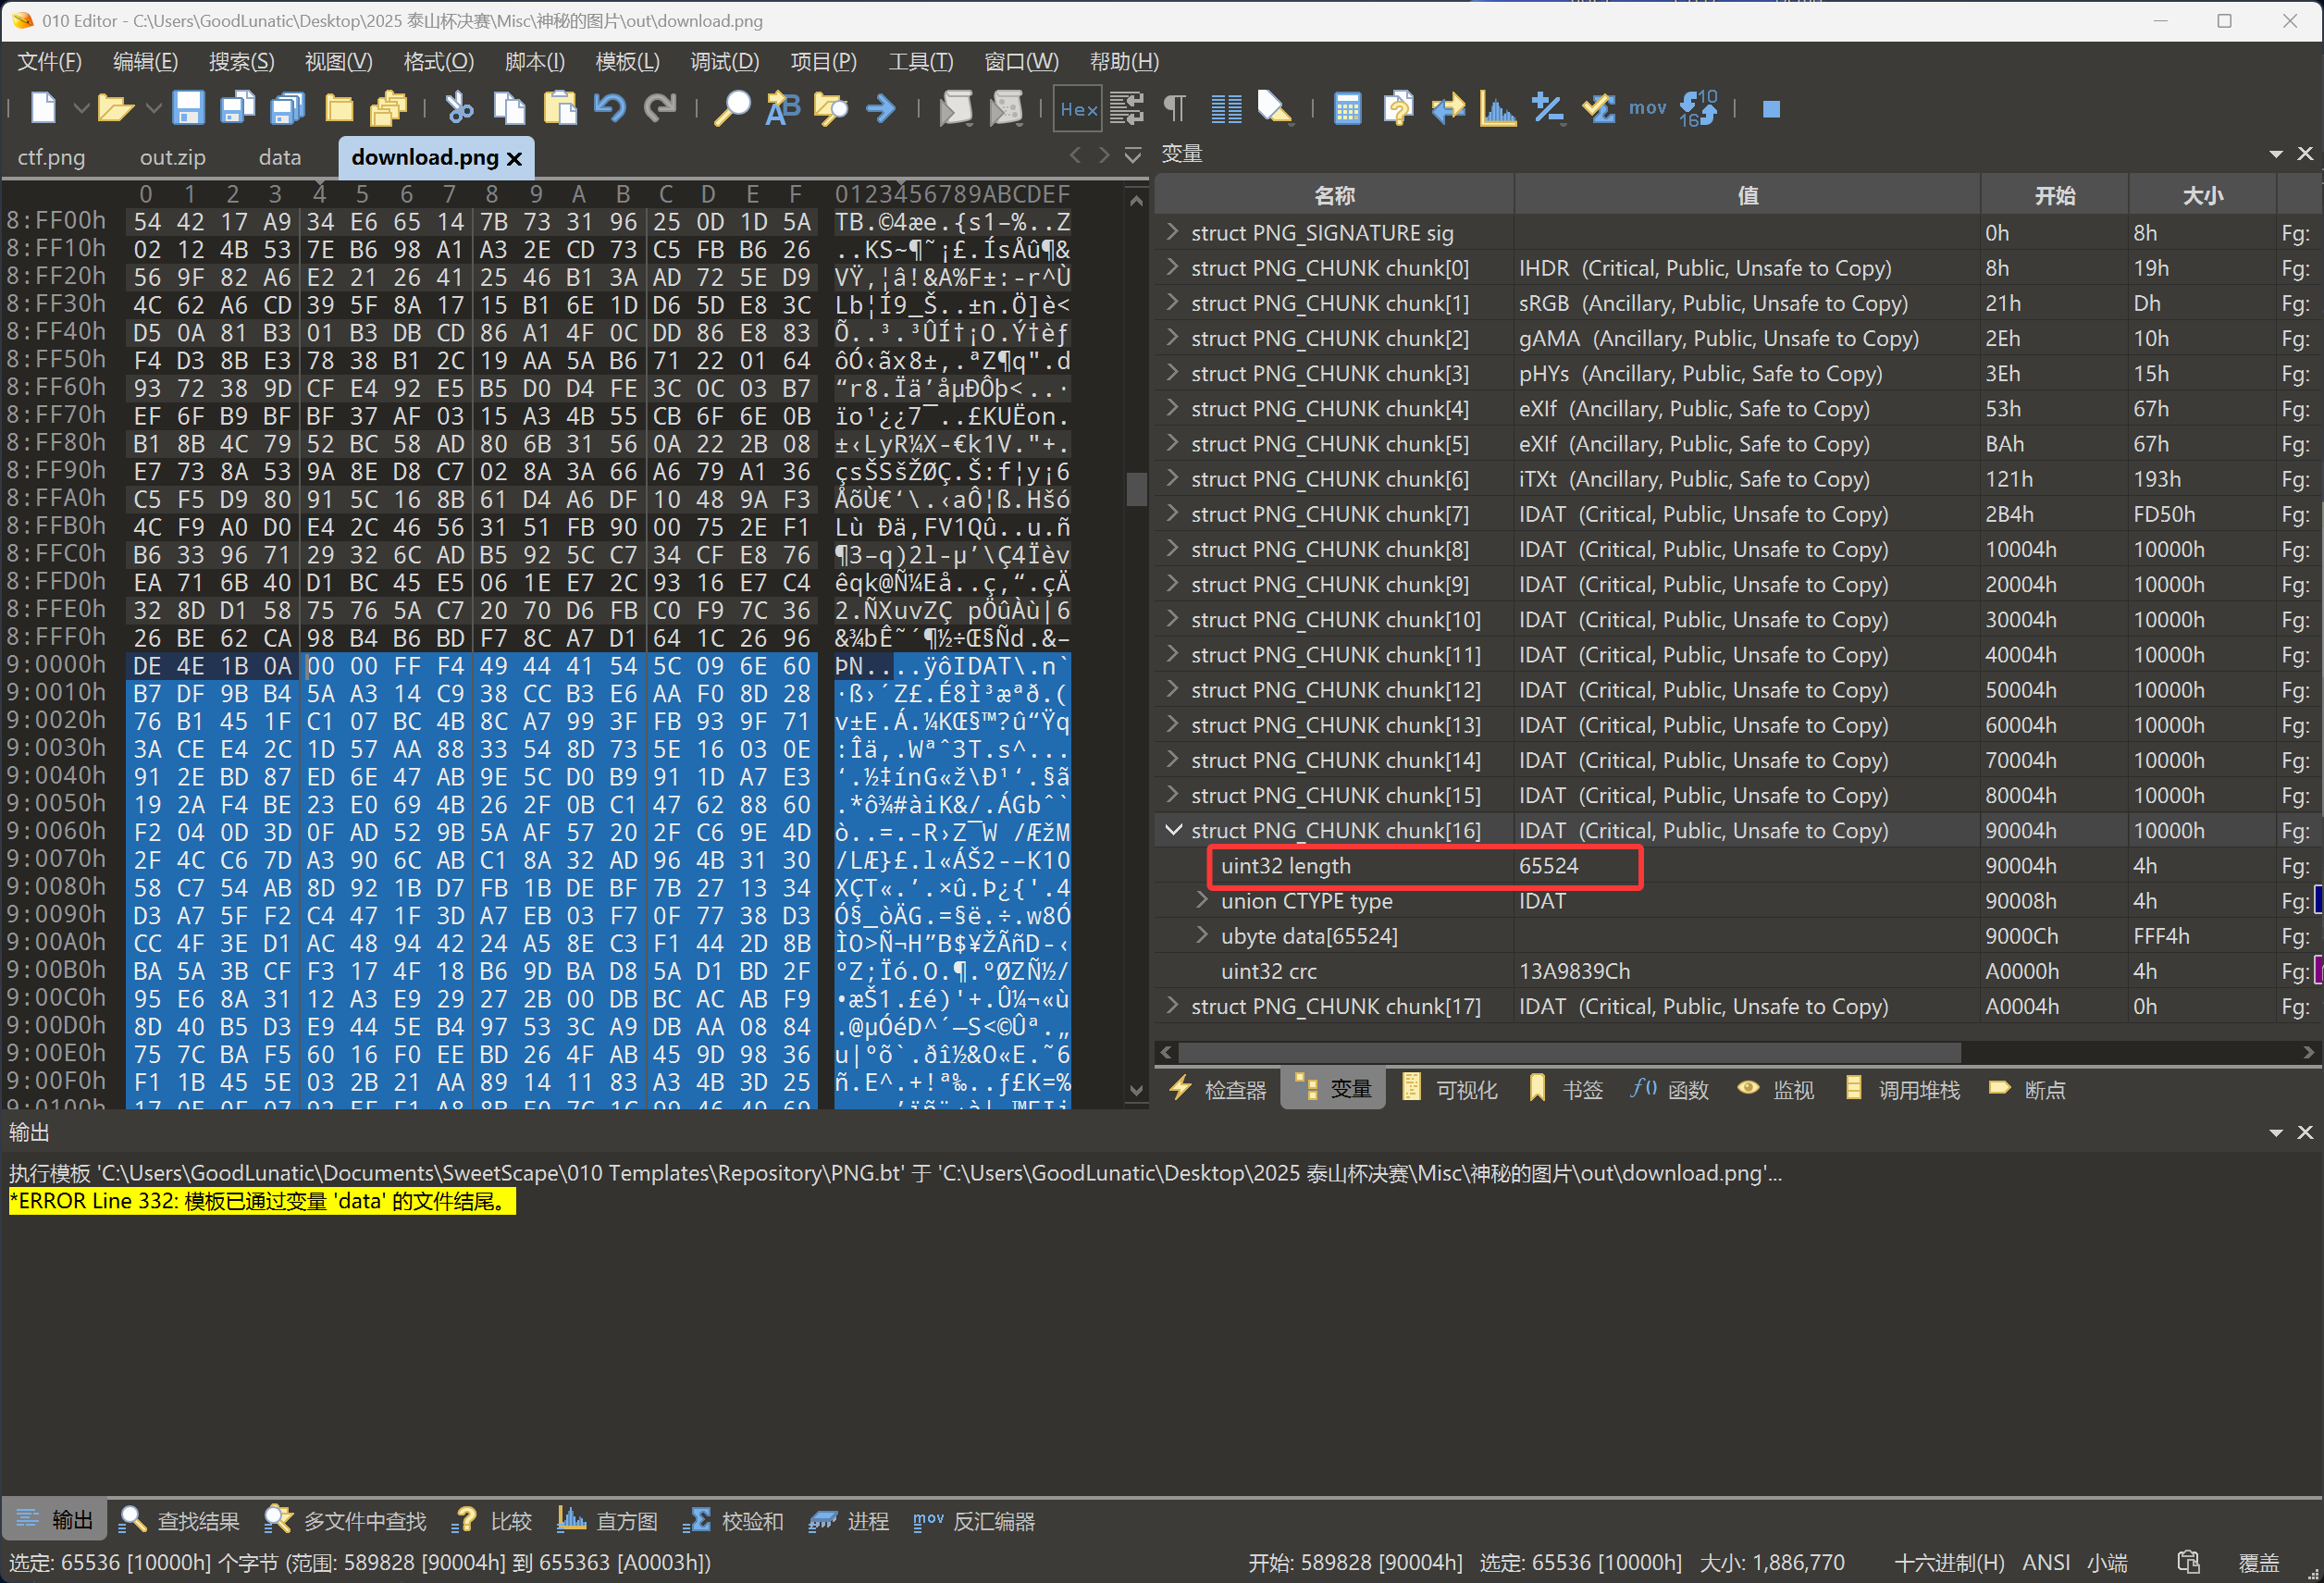 010 Editor - C:\Users\GoodLunatic\Desktop\2025 泰山杯决赛\Misc\神秘的图片\out\download.png
文件(F) 编辑(E) 搜索(S) 视图(V) 格式(O) 脚本(I) 模板(L) 调试(D) 项目(P) 工具(T) 窗口(W) 帮助(H)
Hex mov 10 16
ctf.png out.zip data download.png
0 1 2 3 4 5 6 7 8 9 A B C D E F 0123456789ABCDEF
8:FF00h 54 42 17 A9 34 E6 65 14 7B 73 31 96 25 0D 1D 5A TB.©4æe.{s1–%..Z
8:FF10h 02 12 4B 53 7E B6 98 A1 A3 2E CD 73 C5 FB B6 26 ..KS~¶˜¡£.ÍsÅû¶&
8:FF20h 56 9F 82 A6 E2 21 26 41 25 46 B1 3A AD 72 5E D9 VŸ‚¦â!&A%F±:-r^Ù
8:FF30h 4C 62 A6 CD 39 5F 8A 17 15 B1 6E 1D D6 5D E8 3C Lb¦Í9_Š..±n.Ö]è<
8:FF40h D5 0A 81 B3 01 B3 DB CD 86 A1 4F 0C DD 86 E8 83 Õ..³.³ÛÍ†¡O.Ý†èƒ
8:FF50h F4 D3 8B E3 78 38 B1 2C 19 AA 5A B6 71 22 01 64 ôÓ‹ãx8±,.ªZ¶q".d
8:FF60h 93 72 38 9D CF E4 92 E5 B5 D0 D4 FE 3C 0C 03 B7 “r8.Ïä’åµÐÔþ<..·
8:FF70h EF 6F B9 BF BF 37 AF 03 15 A3 4B 55 CB 6F 6E 0B ïo¹¿¿7¯..£KUËon.
8:FF80h B1 8B 4C 79 52 BC 58 AD 80 6B 31 56 0A 22 2B 08 ±‹LyR¼X-€k1V."+.
8:FF90h E7 73 8A 53 9A 8E D8 C7 02 8A 3A 66 A6 79 A1 36 çsŠSšŽØÇ.Š:f¦y¡6
8:FFA0h C5 F5 D9 80 91 5C 16 8B 61 D4 A6 DF 10 48 9A F3 ÅõÙ€‘\.‹aÔ¦ß.Hšó
8:FFB0h 4C F9 A0 D0 E4 2C 46 56 31 51 FB 90 00 75 2E F1 Lù Ðä,FV1Qû..u.ñ
8:FFC0h B6 33 96 71 29 32 6C AD B5 92 5C C7 34 CF E8 76 ¶3–q)2l-µ’\Ç4Ïèv
8:FFD0h EA 71 6B 40 D1 BC 45 E5 06 1E E7 2C 93 16 E7 C4 êqk@Ñ¼Eå..ç,“.çÄ
8:FFE0h 32 8D D1 58 75 76 5A C7 20 70 D6 FB C0 F9 7C 36 2.ÑXuvZÇ pÖûÀù|6
8:FFF0h 26 BE 62 CA 98 B4 B6 BD F7 8C A7 D1 64 1C 26 96 &¾bÊ˜´¶½÷Œ§Ñd.&–
9:0000h DE 4E 1B 0A 00 00 FF F4 49 44 41 54 5C 09 6E 60 ÞN....ÿôIDAT\.n`
9:0010h B7 DF 9B B4 5A A3 14 C9 38 CC B3 E6 AA F0 8D 28 ·ß›´Z£.É8Ì³æªð.(
9:0020h 76 B1 45 1F C1 07 BC 4B 8C A7 99 3F FB 93 9F 71 v±E.Á.¼KŒ§™?û“Ÿq
9:0030h 3A CE E4 2C 1D 57 AA 88 33 54 8D 73 5E 16 03 0E :Îä,.Wªˆ3T.s^...
9:0040h 91 2E BD 87 ED 6E 47 AB 9E 5C D0 B9 91 1D A7 E3 ‘.½‡ínG«ž\Ð¹‘.§ã
9:0050h 19 2A F4 BE 23 E0 69 4B 26 2F 0B C1 47 62 88 60 .*ô¾#àiK&/.ÁGbˆ`
9:0060h F2 04 0D 3D 0F AD 52 9B 5A AF 57 20 2F C6 9E 4D ò..=.-R›Z¯W /ÆžM
9:0070h 2F 4C C6 7D A3 90 6C AB C1 8A 32 AD 96 4B 31 30 /LÆ}£.l«ÁŠ2-–K10
9:0080h 58 C7 54 AB 8D 92 1B D7 FB 1B DE BF 7B 27 13 34 XÇT«.’.×û.Þ¿{'.4
9:0090h D3 A7 5F F2 C4 47 1F 3D A7 EB 03 F7 0F 77 38 D3 Ó§_òÄG.=§ë.÷.w8Ó
9:00A0h CC 4F 3E D1 AC 48 94 42 24 A5 8E C3 F1 44 2D 8B ÌO>Ñ¬H”B$¥ŽÃñD-‹
9:00B0h BA 5A 3B CF F3 17 4F 18 B6 9D BA D8 5A D1 BD 2F ºZ;Ïó.O.¶.ºØZÑ½/
9:00C0h 95 E6 8A 31 12 A3 E9 29 27 2B 00 DB BC AC AB F9 •æŠ1.£é)'+.Û¼¬«ù
9:00D0h 8D 40 B5 D3 E9 44 5E B4 97 53 3C A9 DB AA 08 84 .@µÓéD^´—S<©Ûª.„
9:00E0h 75 7C BA F5 60 16 F0 EE BD 26 4F AB 45 9D 98 36 u|ºõ`.ðî½&O«E.˜6
9:00F0h F1 1B 45 5E 03 2B 21 AA 89 14 11 83 A3 4B 3D 25 ñ.E^.+!ª‰..ƒ£K=%
9:0100h
变量
名称 值 开始 大小
struct PNG_SIGNATURE sig 0h 8h Fg:
struct PNG_CHUNK chunk[0] IHDR (Critical, Public, Unsafe to Copy) 8h 19h Fg:
struct PNG_CHUNK chunk[1] sRGB (Ancillary, Public, Unsafe to Copy) 21h Dh Fg:
struct PNG_CHUNK chunk[2] gAMA (Ancillary, Public, Unsafe to Copy) 2Eh 10h Fg:
struct PNG_CHUNK chunk[3] pHYs (Ancillary, Public, Safe to Copy) 3Eh 15h Fg:
struct PNG_CHUNK chunk[4] eXIf (Ancillary, Public, Safe to Copy) 53h 67h Fg:
struct PNG_CHUNK chunk[5] eXIf (Ancillary, Public, Safe to Copy) BAh 67h Fg:
struct PNG_CHUNK chunk[6] iTXt (Ancillary, Public, Safe to Copy) 121h 193h Fg:
struct PNG_CHUNK chunk[7] IDAT (Critical, Public, Unsafe to Copy) 2B4h FD50h Fg:
struct PNG_CHUNK chunk[8] IDAT (Critical, Public, Unsafe to Copy) 10004h 10000h Fg:
struct PNG_CHUNK chunk[9] IDAT (Critical, Public, Unsafe to Copy) 20004h 10000h Fg:
struct PNG_CHUNK chunk[10] IDAT (Critical, Public, Unsafe to Copy) 30004h 10000h Fg:
struct PNG_CHUNK chunk[11] IDAT (Critical, Public, Unsafe to Copy) 40004h 10000h Fg:
struct PNG_CHUNK chunk[12] IDAT (Critical, Public, Unsafe to Copy) 50004h 10000h Fg:
struct PNG_CHUNK chunk[13] IDAT (Critical, Public, Unsafe to Copy) 60004h 10000h Fg:
struct PNG_CHUNK chunk[14] IDAT (Critical, Public, Unsafe to Copy) 70004h 10000h Fg:
struct PNG_CHUNK chunk[15] IDAT (Critical, Public, Unsafe to Copy) 80004h 10000h Fg:
struct PNG_CHUNK chunk[16] IDAT (Critical, Public, Unsafe to Copy) 90004h 10000h Fg:
uint32 length 65524 90004h 4h Fg:
union CTYPE type IDAT 90008h 4h Fg:
ubyte data[65524] 9000Ch FFF4h Fg:
uint32 crc 13A9839Ch A0000h 4h Fg:
struct PNG_CHUNK chunk[17] IDAT (Critical, Public, Unsafe to Copy) A0004h 0h Fg:
检查器 变量 可视化 书签 函数 监视 调用堆栈 断点
输出
执行模板 'C:\Users\GoodLunatic\Documents\SweetScape\010 Templates\Repository\PNG.bt' 于 'C:\Users\GoodLunatic\Desktop\2025 泰山杯决赛\Misc\神秘的图片\out\download.png'...
*ERROR Line 332: 模板已通过变量 'data' 的文件结尾。
输出 查找结果 多文件中查找 比较 直方图 校验和 进程 mov 反汇编器
选定: 65536 [10000h] 个字节 (范围: 589828 [90004h] 到 655363 [A0003h]) 开始: 589828 [90004h] 选定: 65536 [10000h] 大小: 1,886,770 十六进制(H) ANSI 小端 覆盖